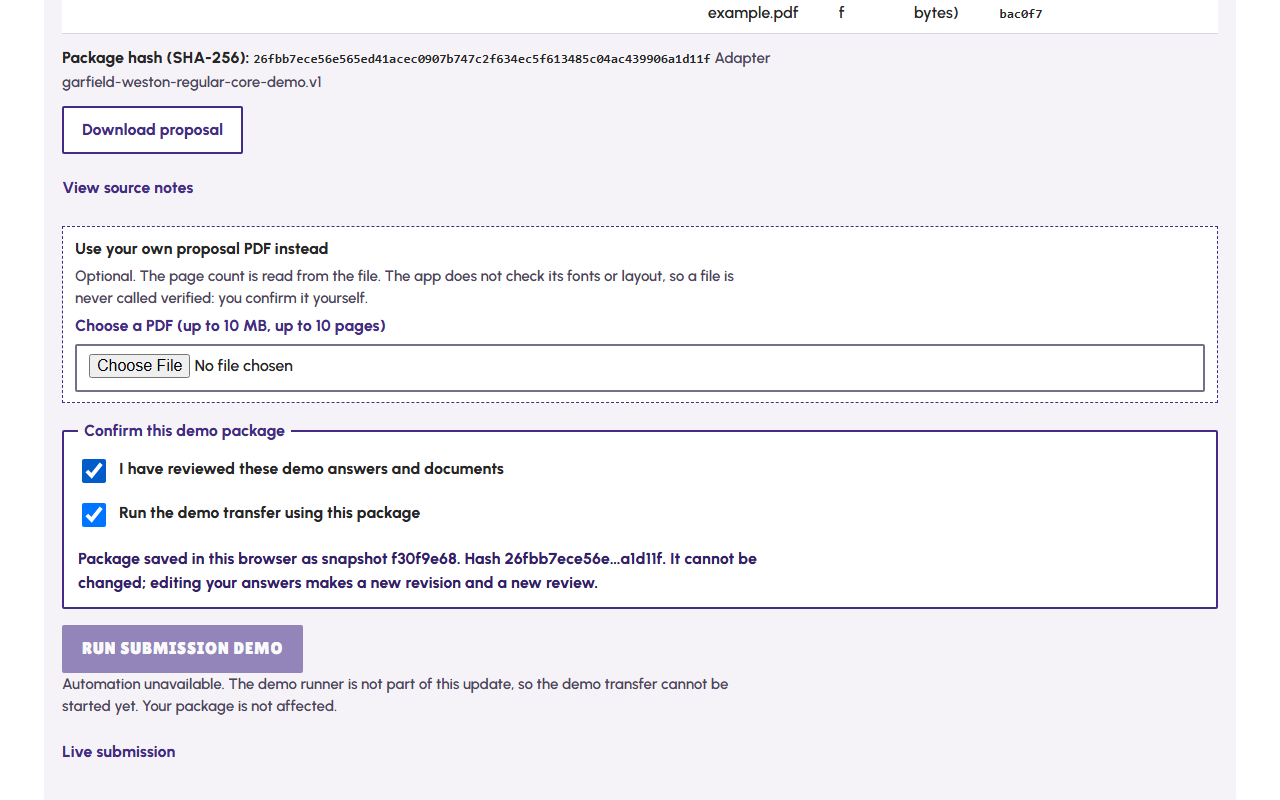 example.pdf f bytes) bac0f7
Package hash (SHA-256): 26fbb7ece56e565ed41acec0907b747c2f634ec5f613485c04ac439906a1d11f Adapter
garfield-weston-regular-core-demo.v1
Download proposal
View source notes
Use your own proposal PDF instead
Optional. The page count is read from the file. The app does not check its fonts or layout, so a file is
never called verified: you confirm it yourself.
Choose a PDF (up to 10 MB, up to 10 pages)
Choose File No file chosen
Confirm this demo package
I have reviewed these demo answers and documents
Run the demo transfer using this package
Package saved in this browser as snapshot f30f9e68. Hash 26fbb7ece56e…a1d11f. It cannot be
changed; editing your answers makes a new revision and a new review.
RUN SUBMISSION DEMO
Automation unavailable. The demo runner is not part of this update, so the demo transfer cannot be
started yet. Your package is not affected.
Live submission